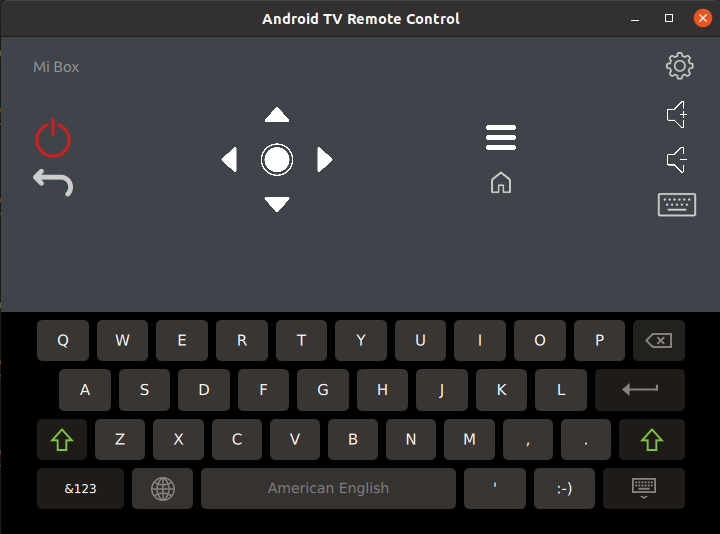 Android TV Remote Control
Mi Box
Q W E R T Y U I O P
A S D F G H J K L
Z X C V B N M , .
&123 American English ' :-)